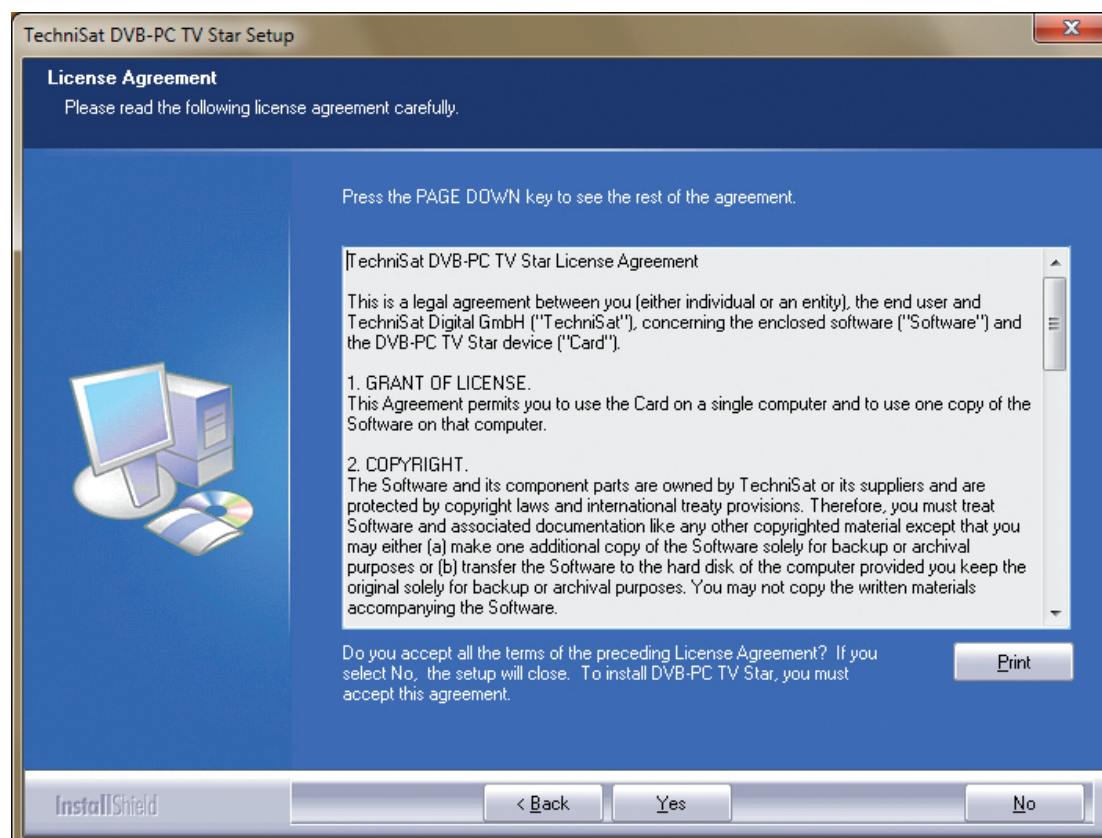 TechniSat DVB-PC TV Star Setup
License Agreement
Please read the following license agreement carefully.
Press the PAGE DOWN key to see the rest of the agreement.
TechniSat DVB-PC TV Star License Agreement
This is a legal agreement between you (either individual or an entity), the end user and
TechniSat Digital GmbH ("TechniSat"), concerning the enclosed software ("Software") and
the DVB-PC TV Star device ("Card").
1. GRANT OF LICENSE.
This Agreement permits you to use the Card on a single computer and to use one copy of the
Software on that computer.
2. COPYRIGHT.
The Software and its component parts are owned by TechniSat or its suppliers and are
protected by copyright laws and international treaty provisions. Therefore, you must treat
Software and associated documentation like any other copyrighted material except that you
may either (a) make one additional copy of the Software solely for backup or archival
purposes or (b) transfer the Software to the hard disk of the computer provided you keep the
original solely for backup or archival purposes. You may not copy the written materials
accompanying the Software.
Do you accept all the terms of the preceding License Agreement? If you
select No, the setup will close. To install DVB-PC TV Star, you must
accept this agreement.
Print
InstallShield
< Back
Yes
No